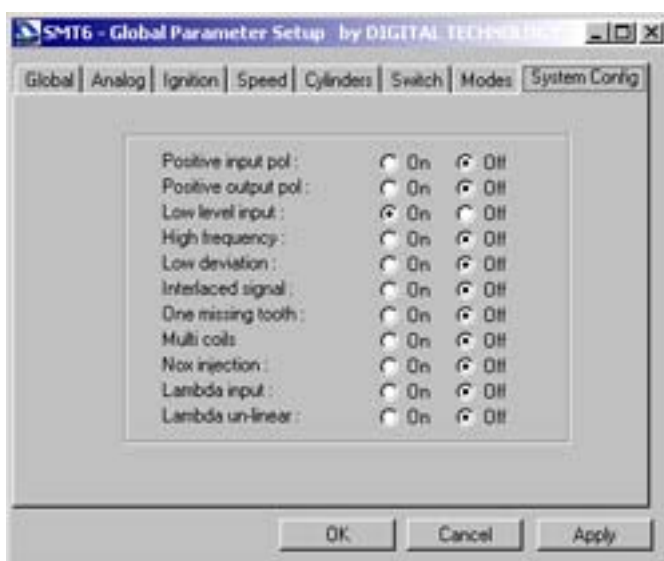 SMT6 - Global Parameter Setup by DIGITAL TECHNOLOGY
Global Analog Ignition Speed Cylinders Switch Modes System Config
Positive input pol : On Off
Positive output pol : On Off
Low level input : On Off
High frequency : On Off
Low deviation : On Off
Interlaced signal : On Off
One missing tooth : On Off
Multi coils On Off
Nox injection : On Off
Lambda input : On Off
Lambda un-linear : On Off
OK Cancel Apply